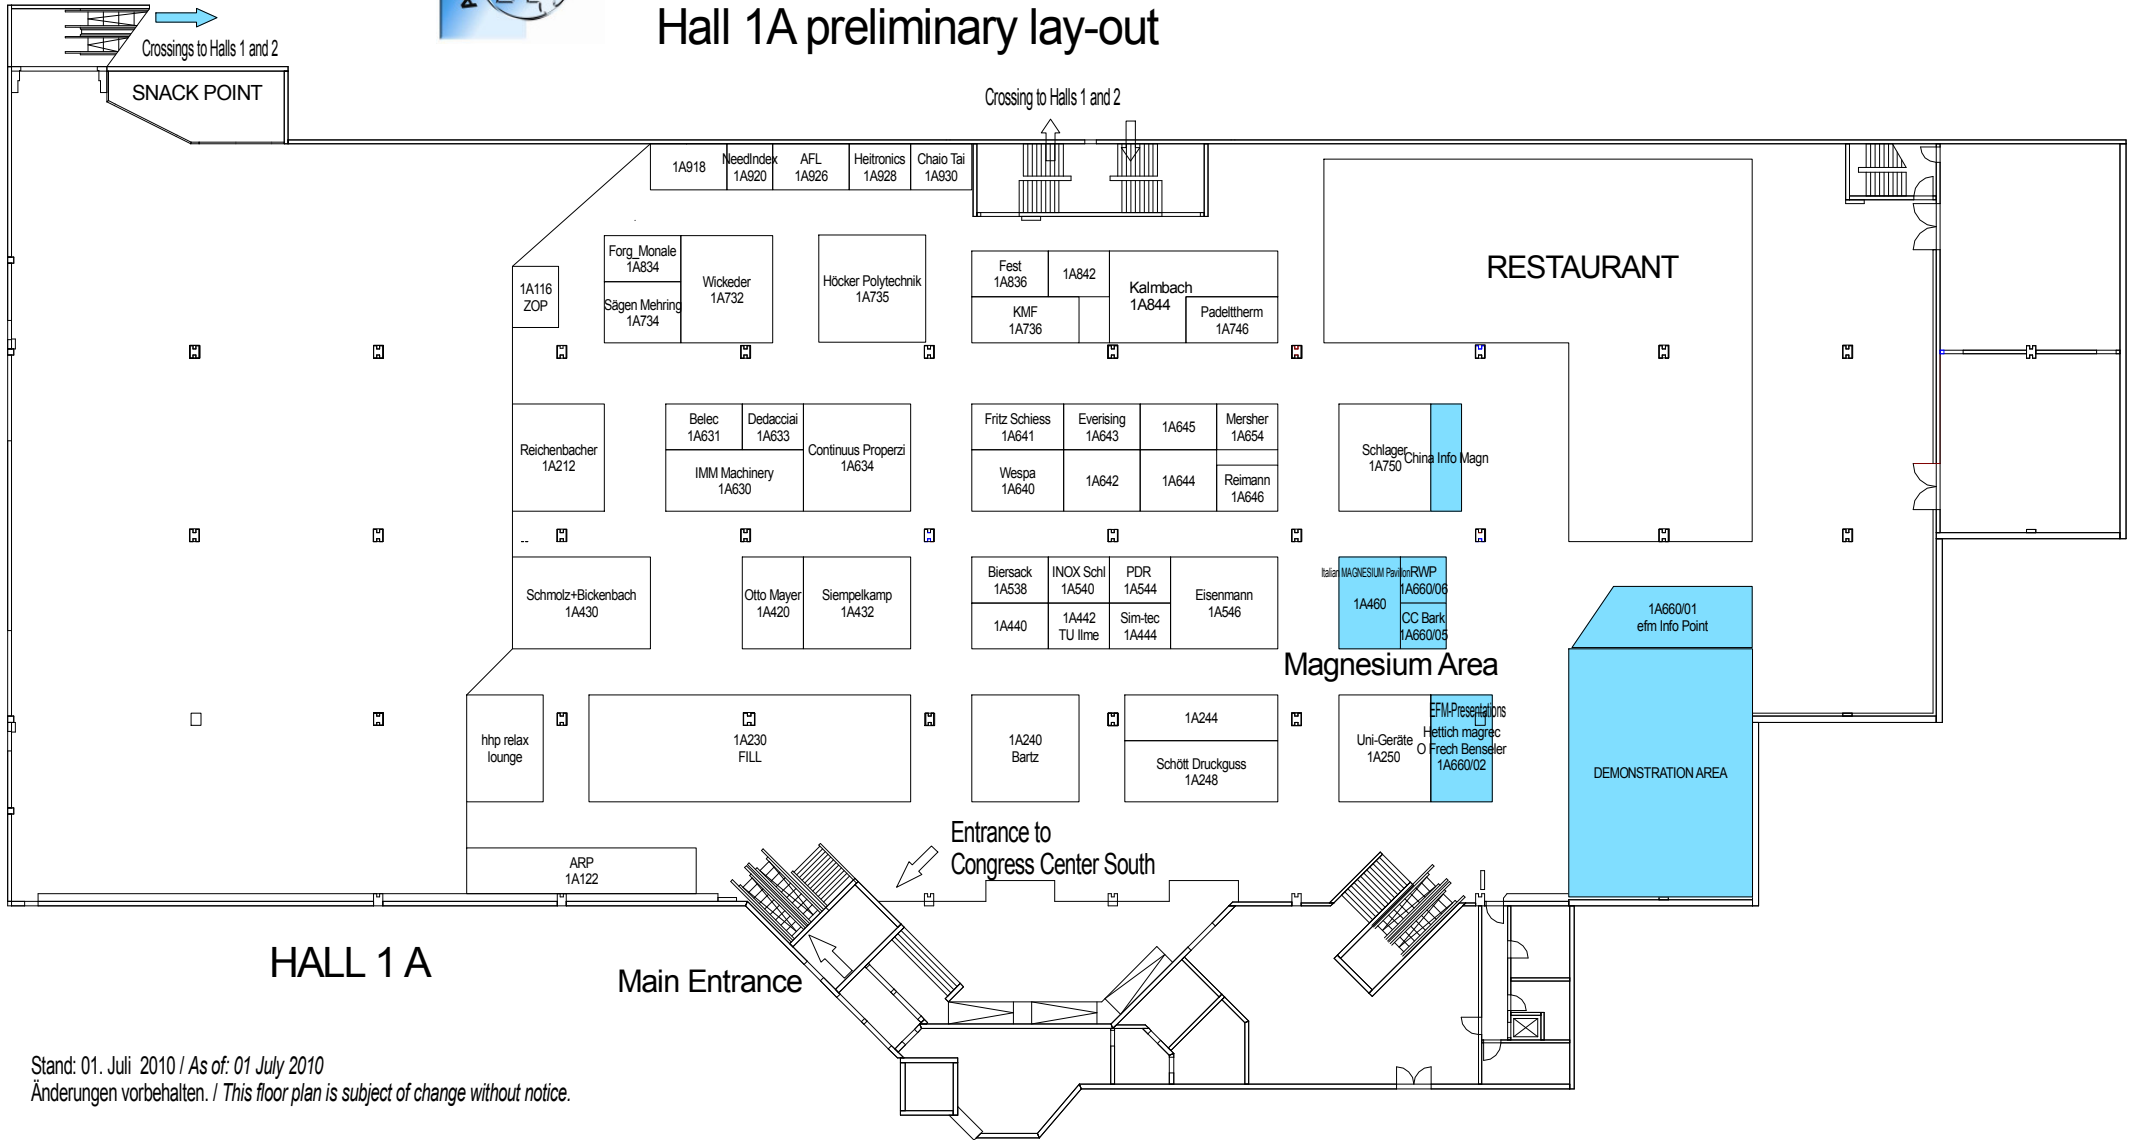 Hall 1A preliminary lay-out
Crossings to Halls 1 and 2
SNACK POINT
Crossing to Halls 1 and 2
1A918
NeedIndex
1A920
AFL
1A926
Heitronics
1A928
Chaio Tai
1A930
Forg_Monale
1A834
Sägen Mehring
1A734
Wickeder
1A732
Höcker Polytechnik
1A735
Fest
1A836
1A842
Kalmbach
1A844
KMF
1A736
Padelttherm
1A746
RESTAURANT
1A116
ZOP
Reichenbacher
1A212
Belec
1A631
Dedacciai
1A633
IMM Machinery
1A630
Continuus Properzi
1A634
Fritz Schiess
1A641
Everising
1A643
1A645
Mersher
1A654
Wespa
1A640
1A642
1A644
Reimann
1A646
Schlager
1A750
China Info Magn
--
Schmolz+Bickenbach
1A430
Otto Mayer
1A420
Siempelkamp
1A432
Biersack
1A538
INOX Schl
1A540
PDR
1A544
Eisenmann
1A546
1A440
1A442
TU Ilme
Sim-tec
1A444
Italian MAGNESIUM Pavillon
1A460
RWP
1A660/06
CC Bark
1A660/05
1A660/01
efm Info Point
Magnesium Area
hhp relax
lounge
1A230
FILL
1A240
Bartz
1A244
Schött Druckguss
1A248
Uni-Geräte
1A250
EFM-Presentations
Hettich magrec
O Frech Benseler
1A660/02
DEMONSTRATION AREA
ARP
1A122
Entrance to
Congress Center South
HALL 1 A
Main Entrance
Stand: 01. Juli 2010 / As of: 01 July 2010
Änderungen vorbehalten. / This floor plan is subject of change without notice.